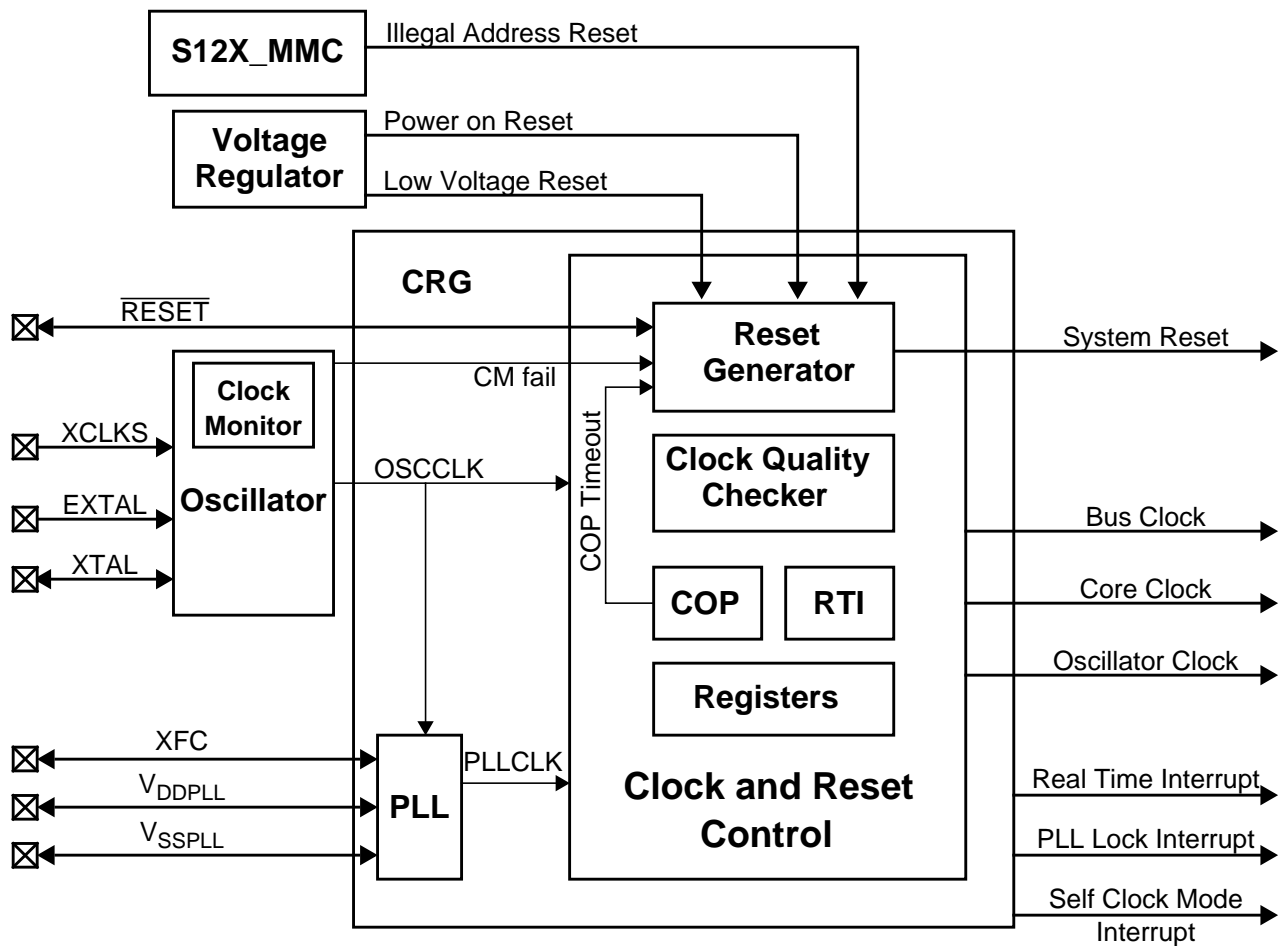 S12X_MMC
Illegal Address Reset
Voltage
Regulator
Power on Reset
Low Voltage Reset
CRG
RESET
Reset
Generator
System Reset
CM fail
Clock
Monitor
XCLKS
COP Timeout
Clock Quality
Checker
OSCCLK
EXTAL
Oscillator
Bus Clock
XTAL
COP
RTI
Core Clock
Oscillator Clock
Registers
XFC
PLLCLK
VDDPLL
PLL
VSSPLL
Clock and Reset
Control
Real Time Interrupt
PLL Lock Interrupt
Self Clock Mode
Interrupt